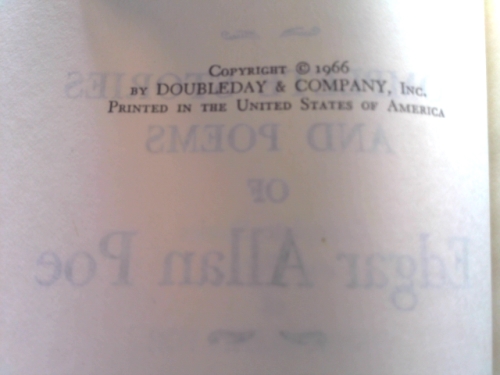 COPYRIGHT © 1966
BY DOUBLEDAY & COMPANY, INC.
PRINTED IN THE UNITED STATES OF AMERICA
STORIES
AND POEMS
OF
Edgar Allan Poe